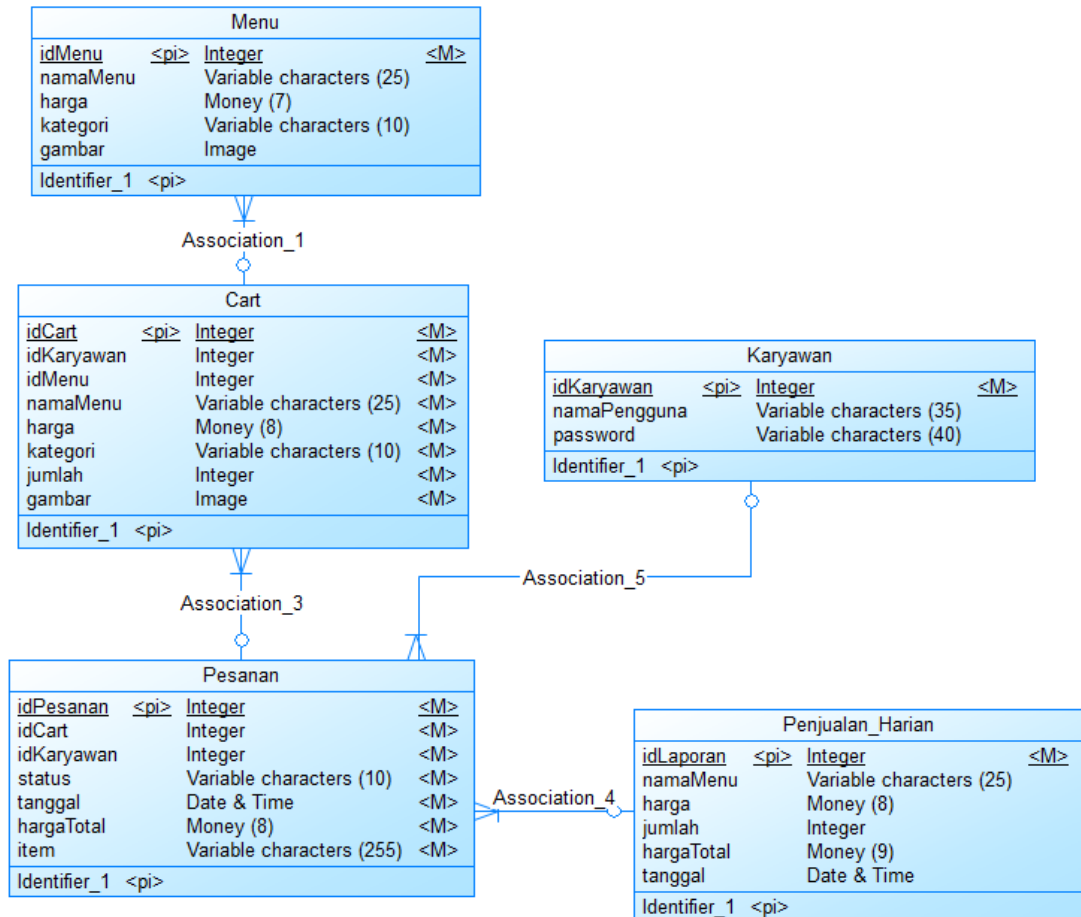 Menu
idMenu <pi> Integer <M>
namaMenu Variable characters (25)
harga Money (7)
kategori Variable characters (10)
gambar Image
Identifier_1 <pi>
Association_1
Cart
idCart <pi> Integer <M>
idKaryawan Integer <M>
idMenu Integer <M>
namaMenu Variable characters (25) <M>
harga Money (8) <M>
kategori Variable characters (10) <M>
jumlah Integer <M>
gambar Image <M>
Identifier_1 <pi>
Karyawan
idKaryawan <pi> Integer <M>
namaPengguna Variable characters (35)
password Variable characters (40)
Identifier_1 <pi>
Association_5
Association_3
Pesanan
idPesanan <pi> Integer <M>
idCart Integer <M>
idKaryawan Integer <M>
status Variable characters (10) <M>
tanggal Date & Time <M>
hargaTotal Money (8) <M>
item Variable characters (255) <M>
Identifier_1 <pi>
Association_4
Penjualan_Harian
idLaporan <pi> Integer <M>
namaMenu Variable characters (25)
harga Money (8)
jumlah Integer
hargaTotal Money (9)
tanggal Date & Time
Identifier_1 <pi>